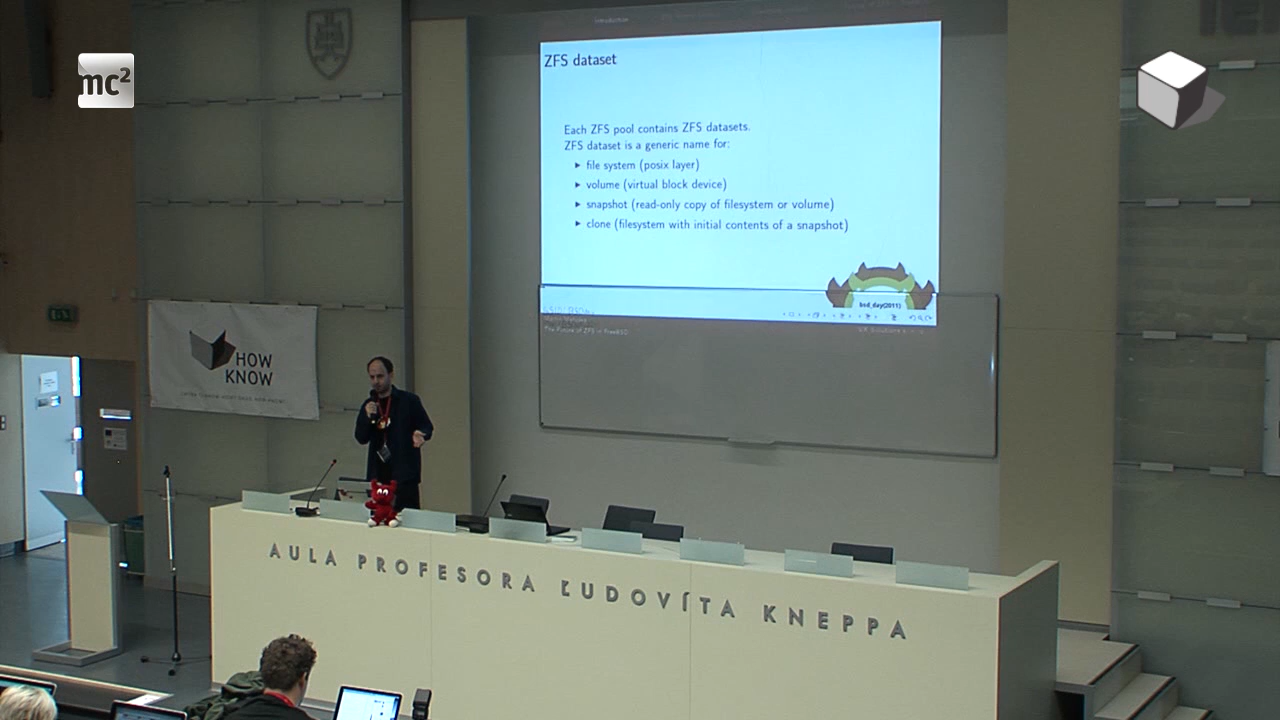 mc²
Introduction
ZFS dataset
Each ZFS pool contains ZFS datasets.
ZFS dataset is a generic name for:
▶ file system (posix layer)
▶ volume (virtual block device)
▶ snapshot (read-only copy of filesystem or volume)
▶ clone (filesystem with initial contents of a snapshot)
bsd_day(2011)
The Future of ZFS in FreeBSD
HOW
KNOW
AULA PROFESORA ĽUDOVÍTA KNEPPA